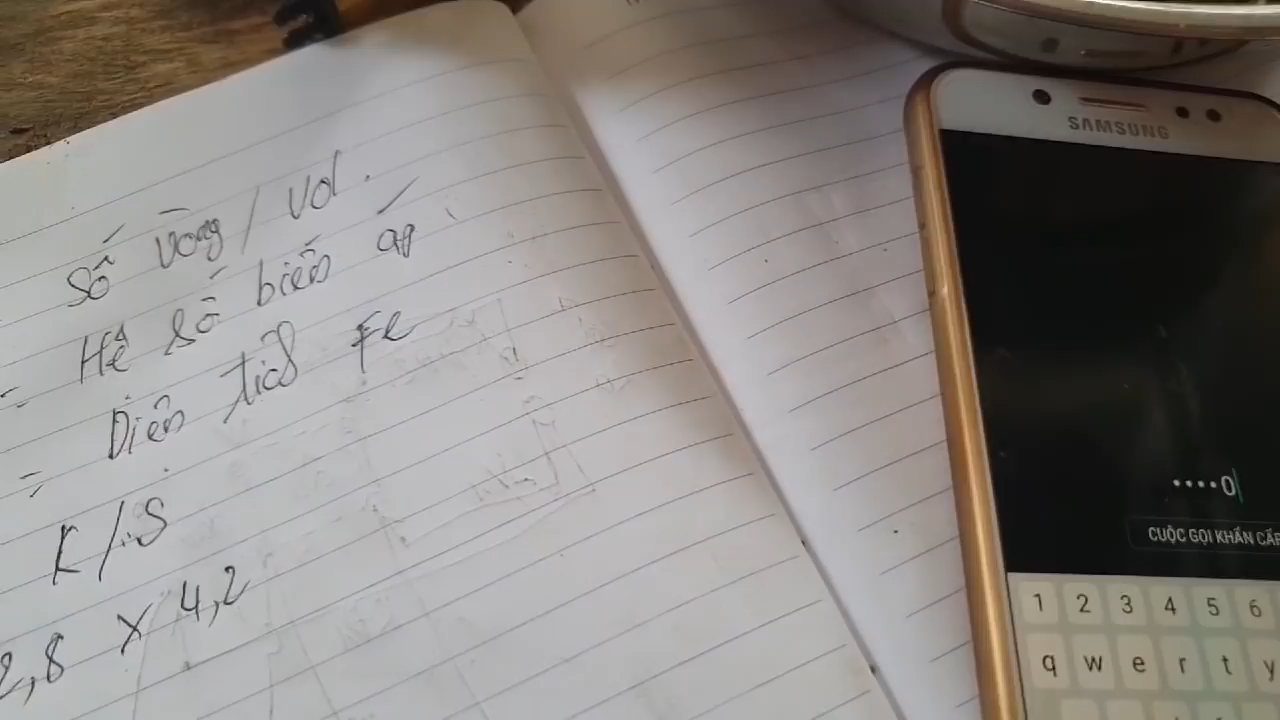 Số vòng / Vol.
= Hệ số biến áp
= Diện tích Fe
K/S
2,8 x 4,2
SAMSUNG
••••0
CUỘC GỌI KHẨN CẤP
1 2 3 4 5 6
q w e r t y